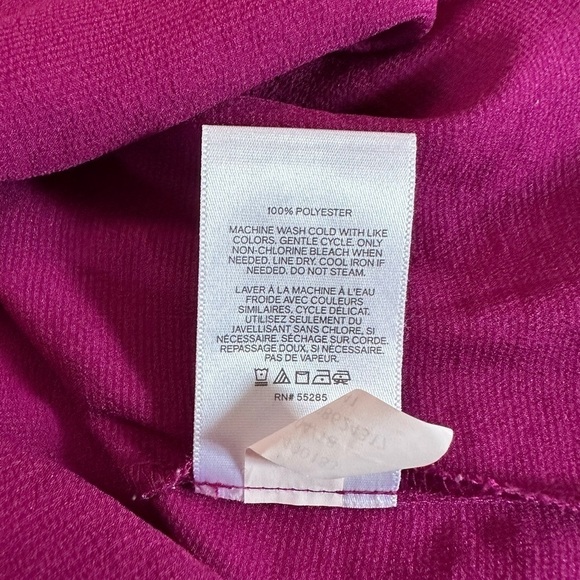 100% POLYESTER
MACHINE WASH COLD WITH LIKE
COLORS. GENTLE CYCLE. ONLY
NON-CHLORINE BLEACH WHEN
NEEDED. LINE DRY. COOL IRON IF
NEEDED. DO NOT STEAM.
LAVER À LA MACHINE À L'EAU
FROIDE AVEC COULEURS
SIMILAIRES. CYCLE DÉLICAT.
UTILIZEZ SEULEMENT DU
JAVELLISANT SANS CHLORE, SI
NÉCESSAIRE. SÉCHAGE SUR CORDE.
REPASSAGE DOUX, SI NÉCESSAIRE.
PAS DE VAPEUR.
RN# 55285